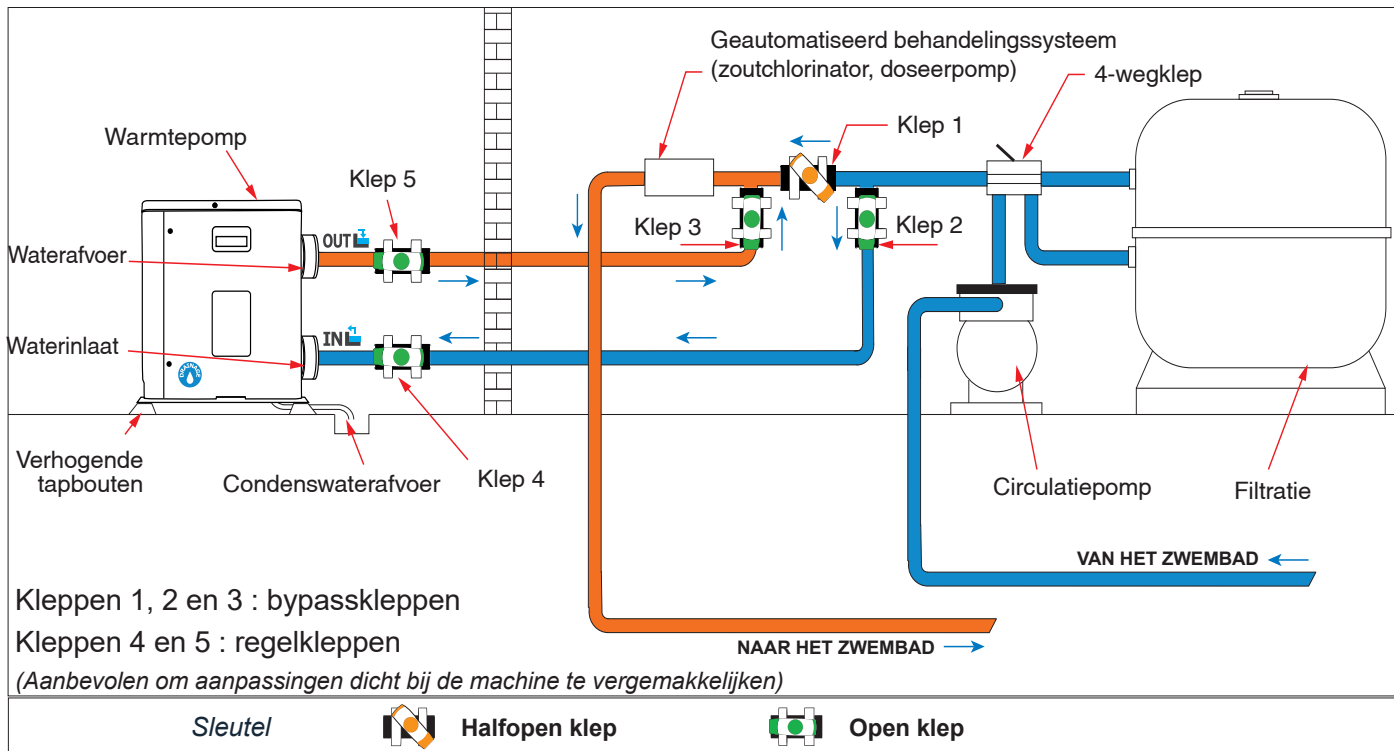 Geautomatiseerd behandelingssysteem
(zoutchlorinator, doseerpomp)
4-wegklep
Klep 1
Warmtepomp
Klep 5
Klep 3
Klep 2
OUT
Waterafvoer
IN
Waterinlaat
Verhogende
tapbouten
Condenswaterafvoer
Klep 4
Circulatiepomp
Filtratie
VAN HET ZWEMBAD
Kleppen 1, 2 en 3 : bypasskleppen
Kleppen 4 en 5 : regelkleppen
NAAR HET ZWEMBAD
(Aanbevolen om aanpassingen dicht bij de machine te vergemakkelijken)
Sleutel
Halfopen klep
Open klep